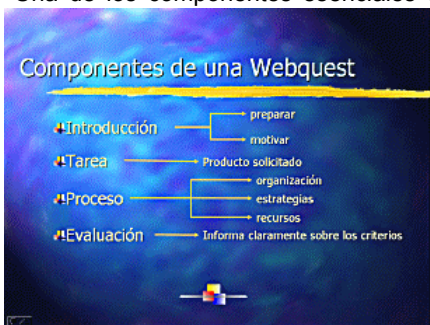 Una de los componentes esenciales
Componentes de una Webquest
Introducción
preparar
motivar
Tarea
Producto solicitado
Proceso
organización
estrategias
recursos
Evaluación
Informa claramente sobre los criterios